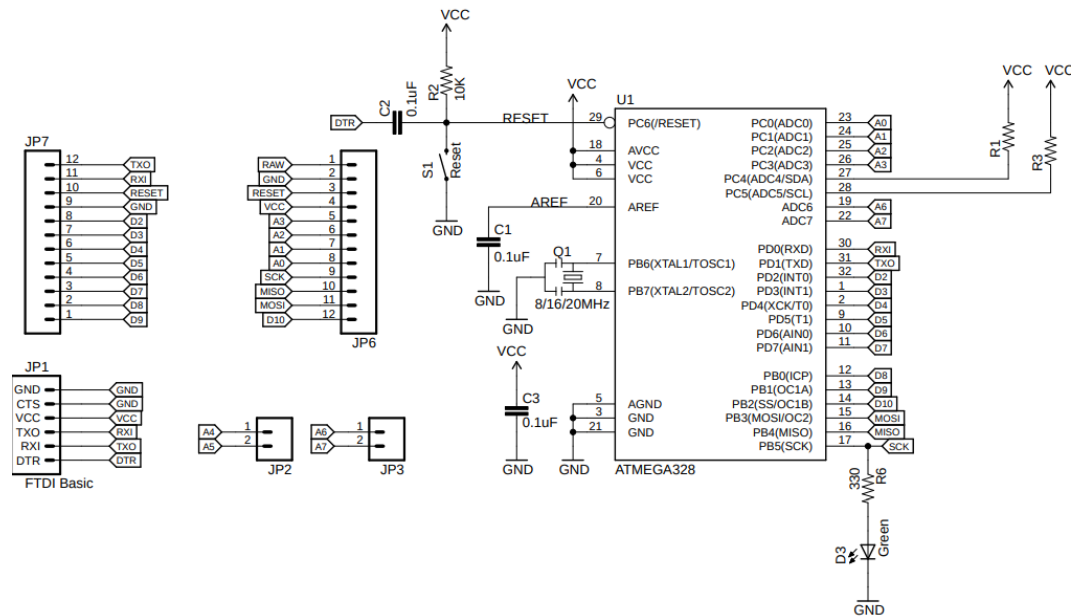 VCC
R2
10K
C2
0.1uF
DTR
RESET
S1
Reset
GND
VCC
U1
ATMEGA328
29
PC6(/RESET)
18
AVCC
4
VCC
6
VCC
AREF
20
AREF
C1
0.1uF
GND
Q1
7
PB6(XTAL1/TOSC1)
8
PB7(XTAL2/TOSC2)
8/16/20MHz
GND
VCC
C3
0.1uF
GND
5
AGND
3
GND
21
GND
GND
PC0(ADC0) 23 A0
PC1(ADC1) 24 A1
PC2(ADC2) 25 A2
PC3(ADC3) 26 A3
PC4(ADC4/SDA) 27
PC5(ADC5/SCL) 28
ADC6 19 A6
ADC7 22 A7
PD0(RXD) 30 RXI
PD1(TXD) 31 TXO
PD2(INT0) 32 D2
PD3(INT1) 1 D3
PD4(XCK/T0) 2 D4
PD5(T1) 9 D5
PD6(AIN0) 10 D6
PD7(AIN1) 11 D7
PB0(ICP) 12 D8
PB1(OC1A) 13 D9
PB2(SS/OC1B) 14 D10
PB3(MOSI/OC2) 15 MOSI
PB4(MISO) 16 MISO
PB5(SCK) 17 SCK
VCC
R1
VCC
R3
330
R6
D3
Green
GND
JP7
12 TXO
11 RXI
10 RESET
9 GND
8 D2
7 D3
6 D4
5 D5
4 D6
3 D7
2 D8
1 D9
RAW 1
GND 2
RESET 3
VCC 4
A3 5
A2 6
A1 7
A0 8
SCK 9
MISO 10
MOSI 11
D10 12
JP6
JP1
GND GND
CTS GND
VCC VCC
TXO RXI
RXI TXO
DTR DTR
FTDI Basic
A4 1
A5 2
JP2
A6 1
A7 2
JP3